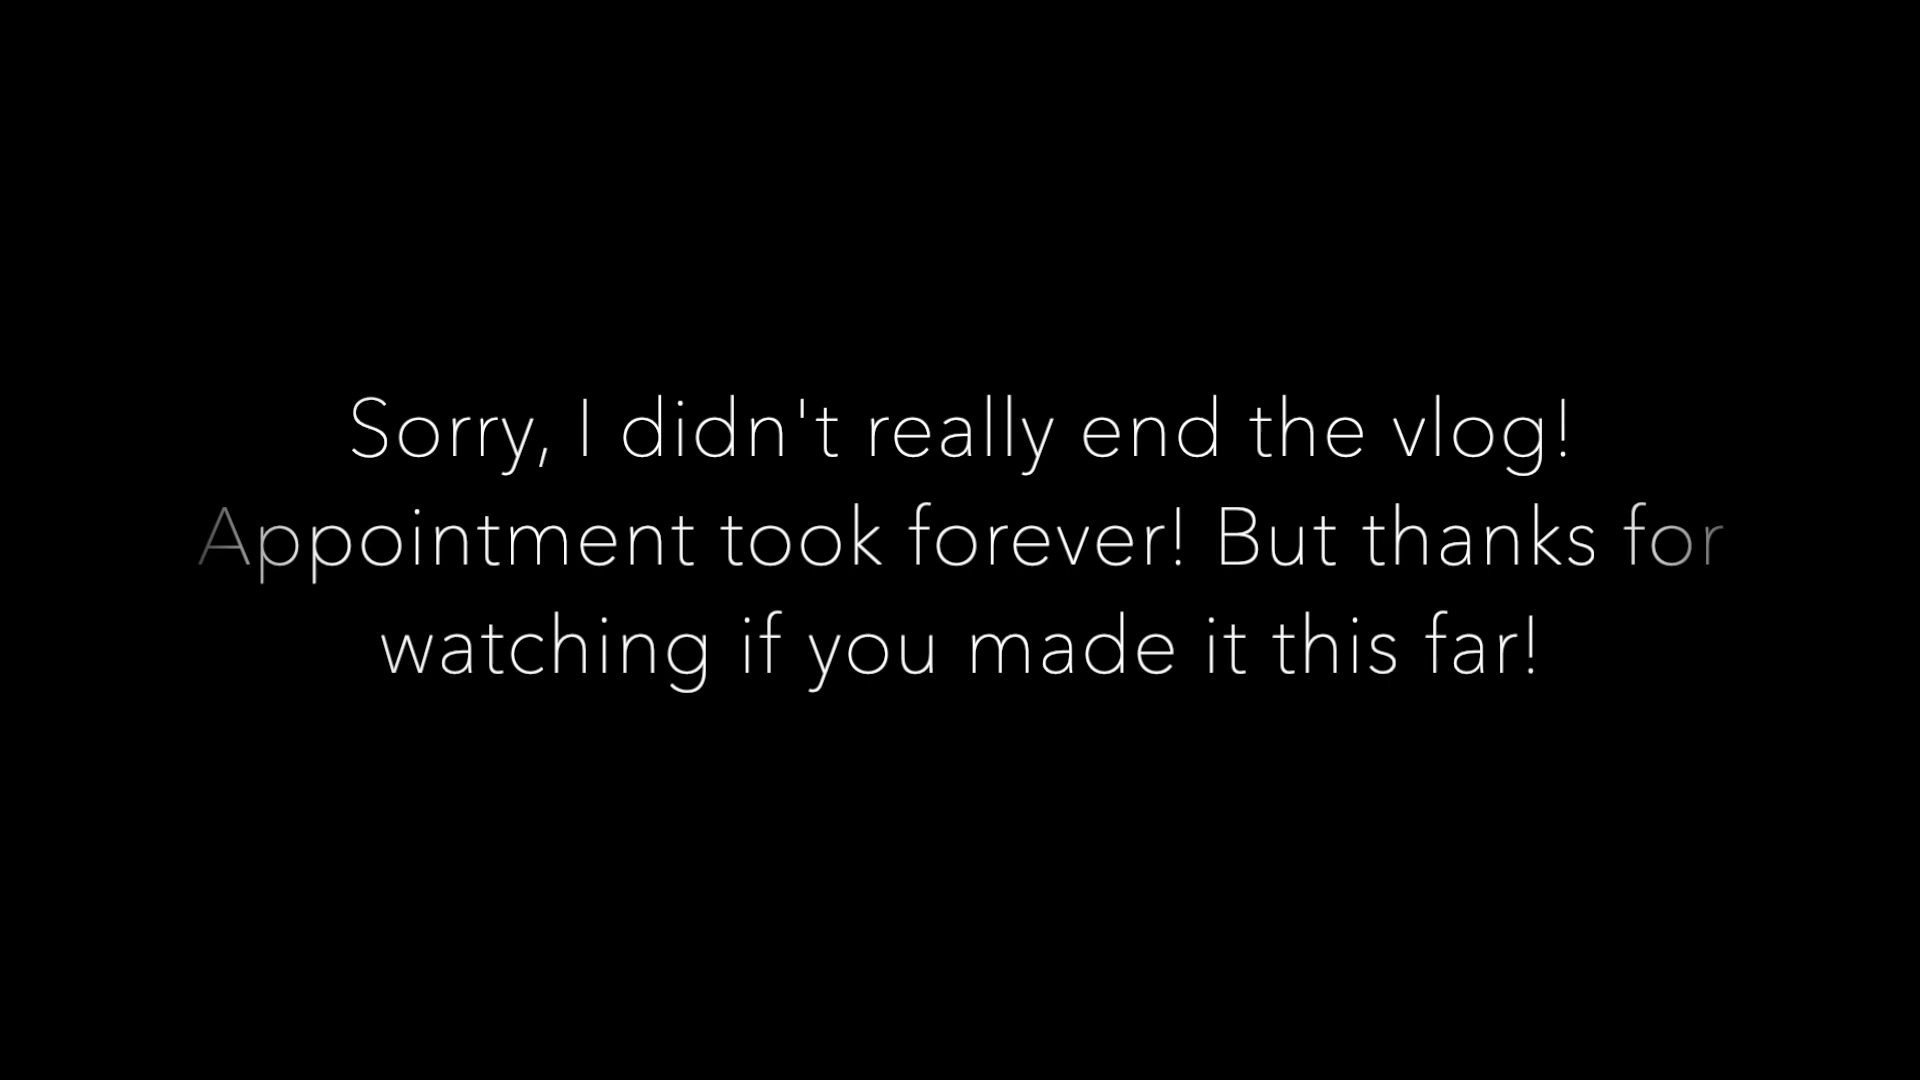 Sorry, I didn't really end the vlog!
Appointment took forever! But thanks for
watching if you made it this far!